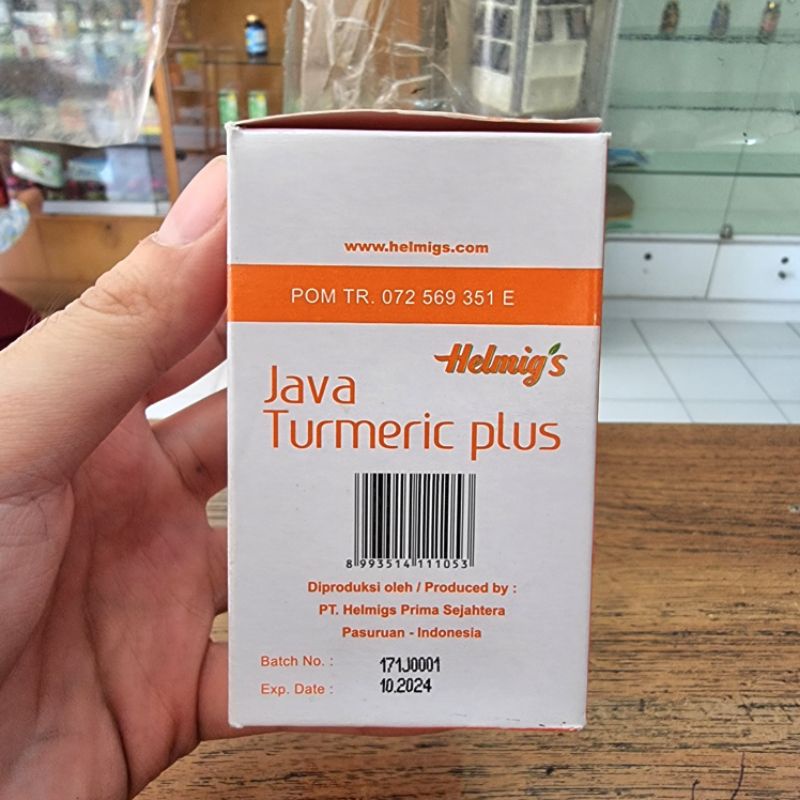 www.helmigs.com
POM TR. 072 569 351 E
Helmig's
Java
Turmeric plus
8 993514 111053
Diproduksi oleh / Produced by :
PT. Helmigs Prima Sejahtera
Pasuruan - Indonesia
Batch No. : 171J0001
Exp. Date : 10.2024